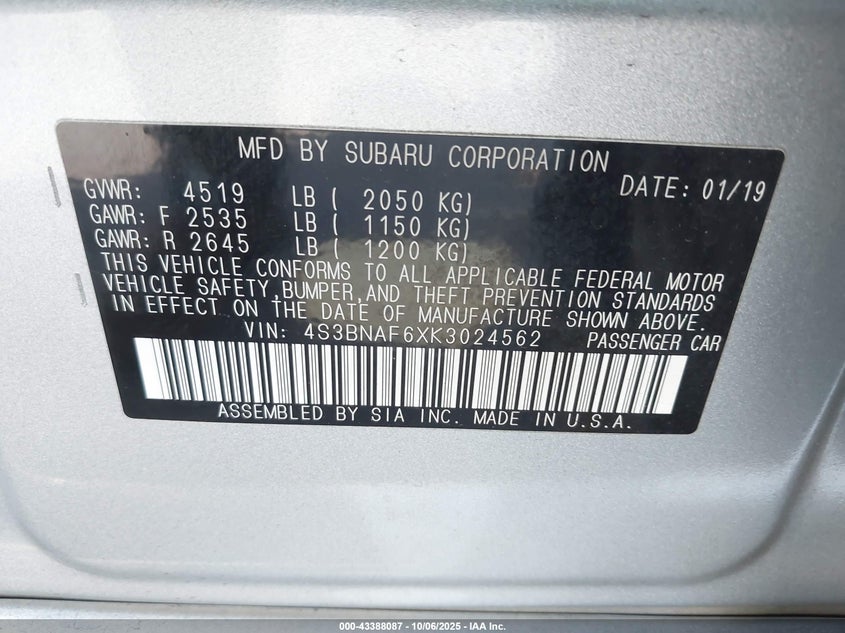 MFD BY SUBARU CORPORATION
GVWR: 4519 LB ( 2050 KG) DATE: 01/19
GAWR: F 2535 LB ( 1150 KG)
GAWR: R 2645 LB ( 1200 KG)
THIS VEHICLE CONFORMS TO ALL APPLICABLE FEDERAL MOTOR
VEHICLE SAFETY,BUMPER,AND THEFT PREVENTION STANDARDS
IN EFFECT ON THE DATE OF MANUFACTURE SHOWN ABOVE.
VIN: 4S3BNAF6XK3024562 PASSENGER CAR
ASSEMBLED BY SIA INC. MADE IN U.S.A.
000-43388087 - 10/06/2025 - IAA Inc.